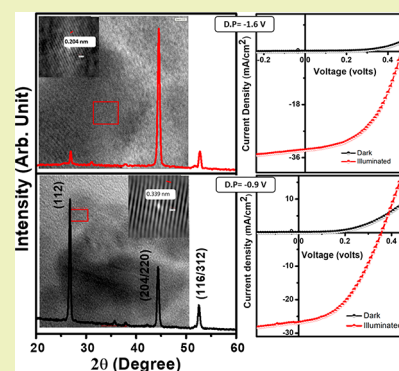 Intensity (Arb. Unit)
0.204 nm
D.P= -1.6 V
0.339 nm
D.P= -0.9 V
(112)
(204/220)
(116/312)
20 30 40 50 60
2θ (Degree)
Current Density (mA/cm²)
0
-18
-36
-0.2 0.0 0.2 0.4
Voltage (volts)
Dark
Illuminated
Current density (mA/cm²)
10
0
-10
-20
-30
0.0 0.2 0.4
Voltage (volts)
Dark
Illuminated